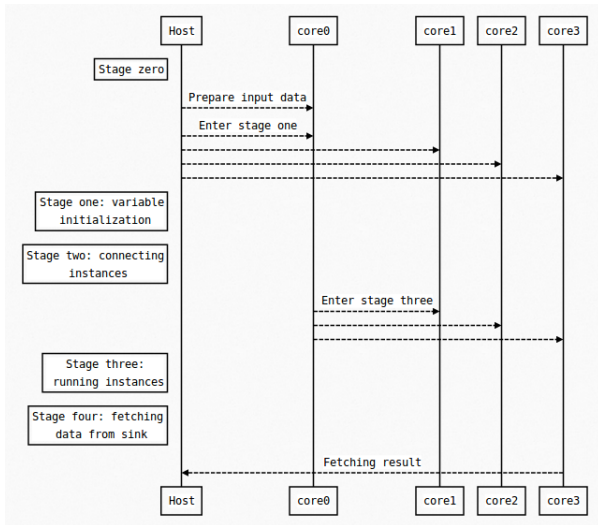 Host
core0
core1
core2
core3
Stage zero
Prepare input data
Enter stage one
Stage one: variable
initialization
Stage two: connecting
instances
Enter stage three
Stage three:
running instances
Stage four: fetching
data from sink
Fetching result
Host
core0
core1
core2
core3